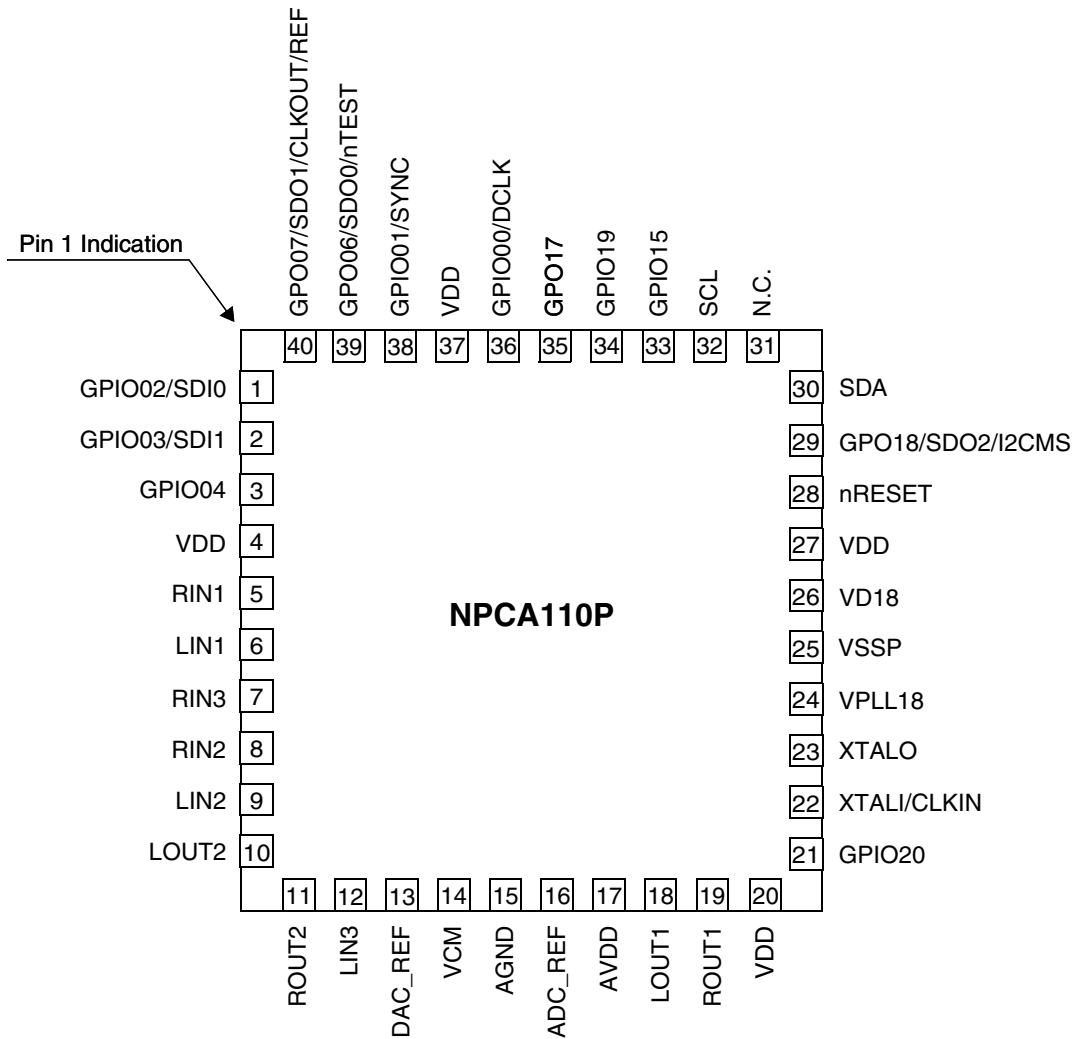 GPO07/SDO1/CLKOUT/REF
GPO06/SDO0/nTEST
GPIO01/SYNC
VDD
GPIO00/DCLK
GPO17
GPIO19
GPIO15
SCL
N.C.
Pin 1 Indication
40
39
38
37
36
35
34
33
32
31
GPIO02/SDI0 1
GPIO03/SDI1 2
GPIO04 3
VDD 4
RIN1 5
LIN1 6
RIN3 7
RIN2 8
LIN2 9
LOUT2 10
NPCA110P
30 SDA
29 GPO18/SDO2/I2CMS
28 nRESET
27 VDD
26 VD18
25 VSSP
24 VPLL18
23 XTALO
22 XTALI/CLKIN
21 GPIO20
11
12
13
14
15
16
17
18
19
20
ROUT2
LIN3
DAC_REF
VCM
AGND
ADC_REF
AVDD
LOUT1
ROUT1
VDD